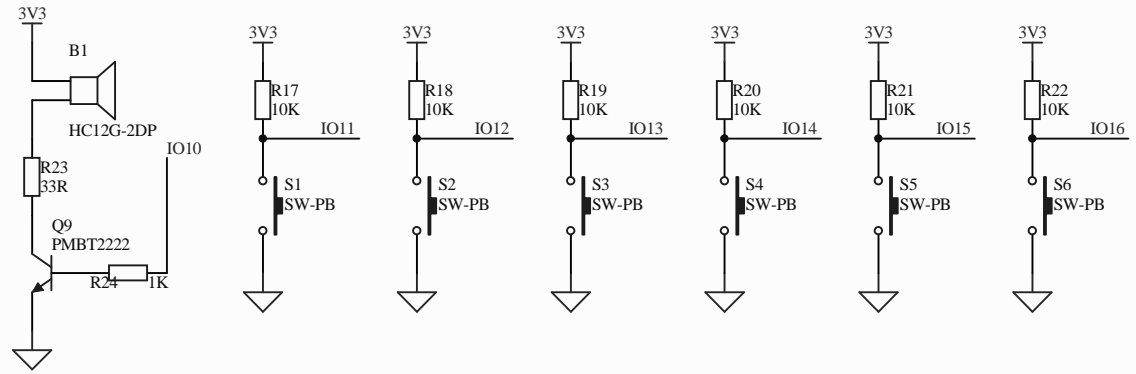 3V3
B1
HC12G-2DP
R23
33R
IO10
Q9
PMBT2222
R24
1K
3V3
R17
10K
IO11
S1
SW-PB
3V3
R18
10K
IO12
S2
SW-PB
3V3
R19
10K
IO13
S3
SW-PB
3V3
R20
10K
IO14
S4
SW-PB
3V3
R21
10K
IO15
S5
SW-PB
3V3
R22
10K
IO16
S6
SW-PB